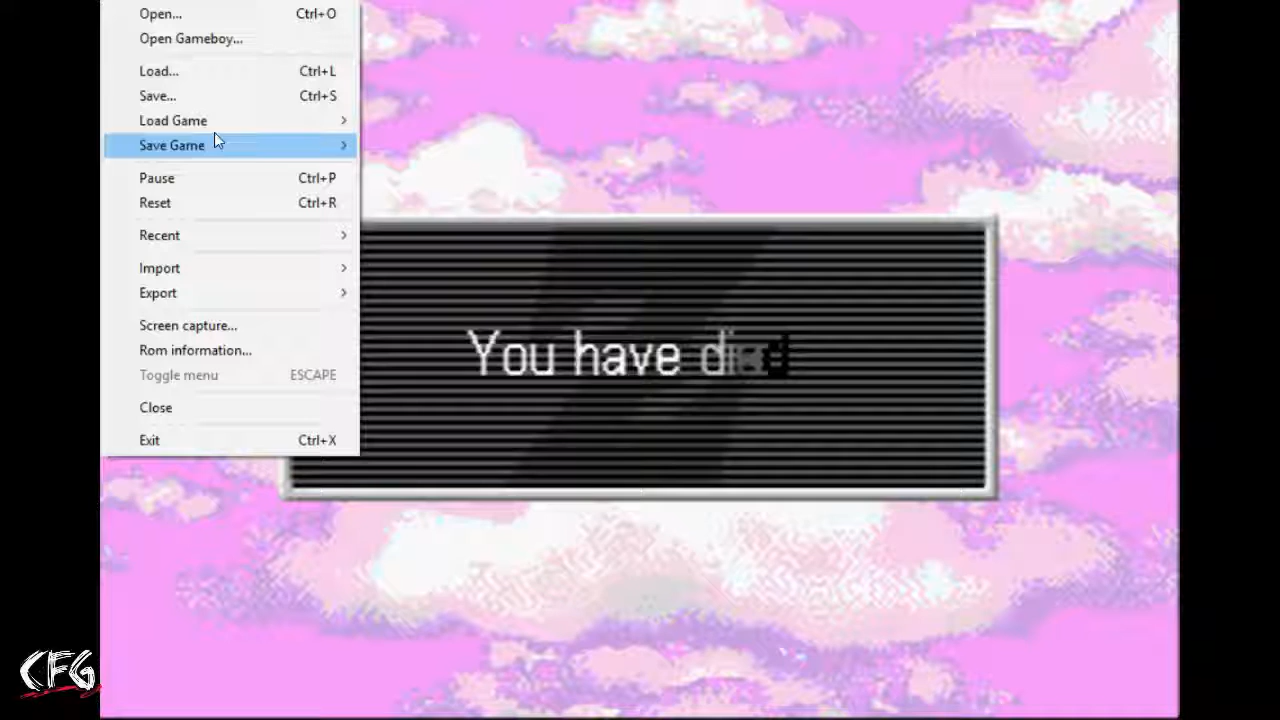 Open... Ctrl+O
Open Gameboy...
Load... Ctrl+L
Save... Ctrl+S
Load Game
Save Game
Pause Ctrl+P
Reset Ctrl+R
Recent
Import
Export
Screen capture...
Rom information...
Toggle menu ESCAPE
Close
Exit Ctrl+X
You have died
CFG